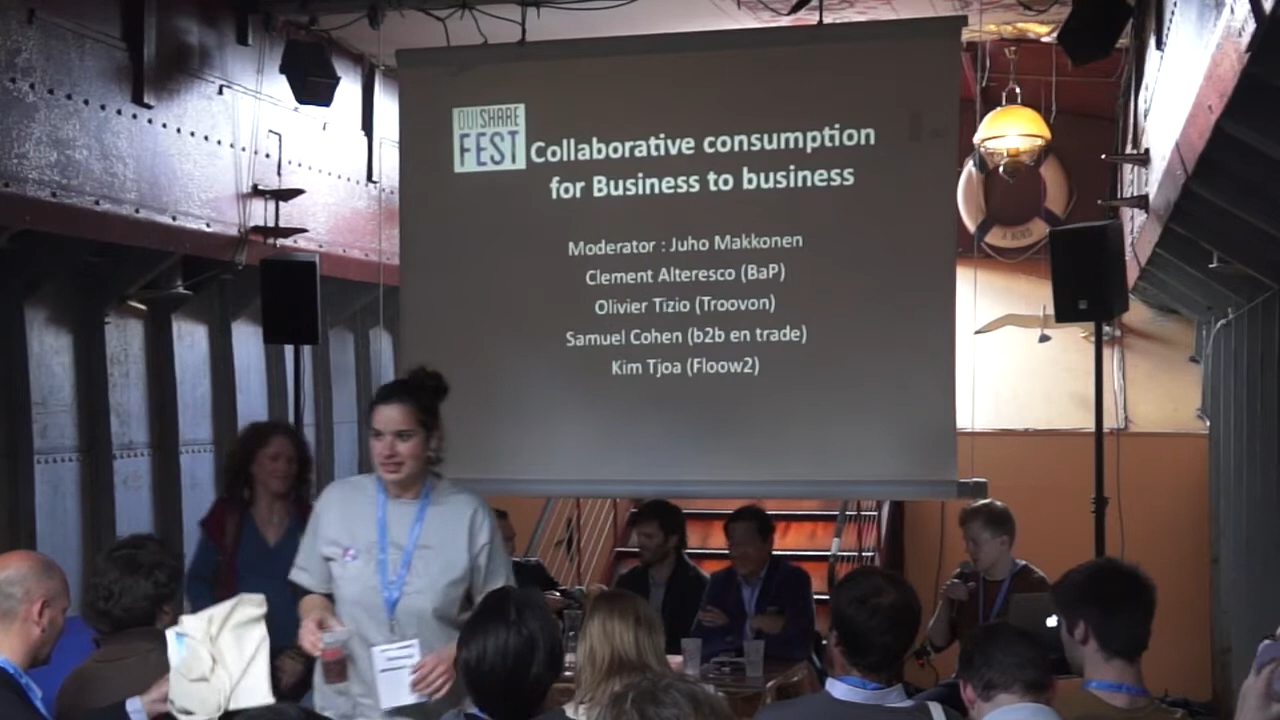 OUISHARE
FEST
Collaborative consumption
for Business to business
Moderator : Juho Makkonen
Clement Alteresco (BaP)
Olivier Tizio (Troovon)
Samuel Cohen (b2b en trade)
Kim Tjoa (Floow2)
A BORD